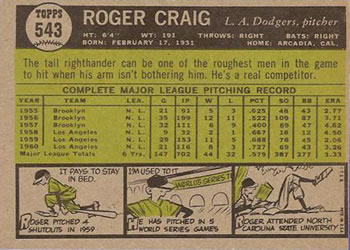 TOPPS
543
ROGER CRAIG
L. A. Dodgers, pitcher
HT: 6'4" WT: 191 THROWS: RIGHT BATS: RIGHT
BORN: FEBRUARY 17, 1931 HOME: ARCADIA, CAL.
The tall righthander can be one of the roughest men in the game
to hit when his arm isn't bothering him. He's a real competitor.
COMPLETE MAJOR LEAGUE PITCHING RECORD
YEAR TEAM LEA. G IP W L PCT. SO BB ERA
1955 Brooklyn N. L. 21 91 5 3 .625 48 43 2.77
1956 Brooklyn N. L. 35 199 12 11 .522 109 87 3.71
1957 Brooklyn N. L. 32 111 6 9 .400 69 47 4.62
1958 Los Angeles N. L. 9 32 2 1 .667 16 12 4.50
1959 Los Angeles N. L. 29 153 11 5 .688 76 45 2.06
1960 Los Angeles N. L. 21 116 8 3 .727 69 43
Major League Totals 6 Yrs. 147 702 44 32 .579 387 277 3.33
IT PAYS TO STAY
IN BED.
ROGER PITCHED 4
SHUTOUTS IN 1959
I'M USED TO IT
WORLD SERIES
HE HAS PITCHED IN 5
WORLD SERIES GAMES
ROGER ATTENDED NORTH
CAROLINA STATE UNIVERSITY